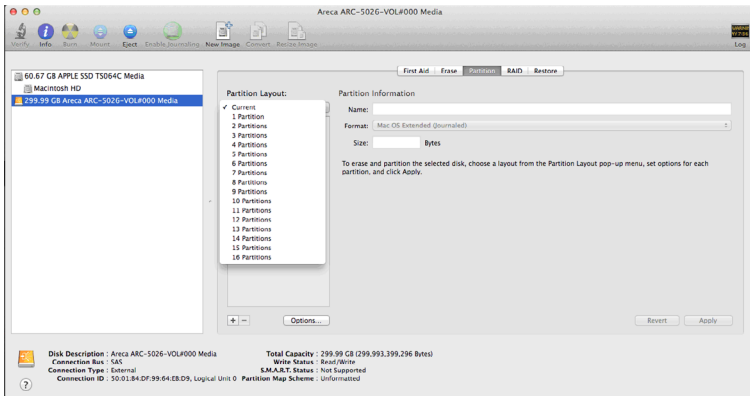 Areca ARC-5026-VOL#000 Media
Verify Info Burn Mount Eject Enable Journaling New Image Convert Resize Image Log
First Aid Erase Partition RAID Restore
60.67 GB APPLE SSD TS064C Media
Macintosh HD
299.99 GB Areca ARC-5026-VOL#000 Media
Partition Layout:
✓ Current
1 Partition
2 Partitions
3 Partitions
4 Partitions
5 Partitions
6 Partitions
7 Partitions
8 Partitions
9 Partitions
10 Partitions
11 Partitions
12 Partitions
13 Partitions
14 Partitions
15 Partitions
16 Partitions
+ − Options...
Partition Information
Name:
Format: Mac OS Extended (Journaled)
Size: Bytes
To erase and partition the selected disk, choose a layout from the Partition Layout pop-up menu, set options for each
partition, and click Apply.
Revert Apply
Disk Description : Areca ARC-5026-VOL#000 Media
Connection Bus : SAS
Connection Type : External
Connection ID : 50:01:B4:DF:99:64:EB:D9, Logical Unit 0
Total Capacity : 299.99 GB (299,993,399,296 Bytes)
Write Status : Read/Write
S.M.A.R.T. Status : Not Supported
Partition Map Scheme : Unformatted
?